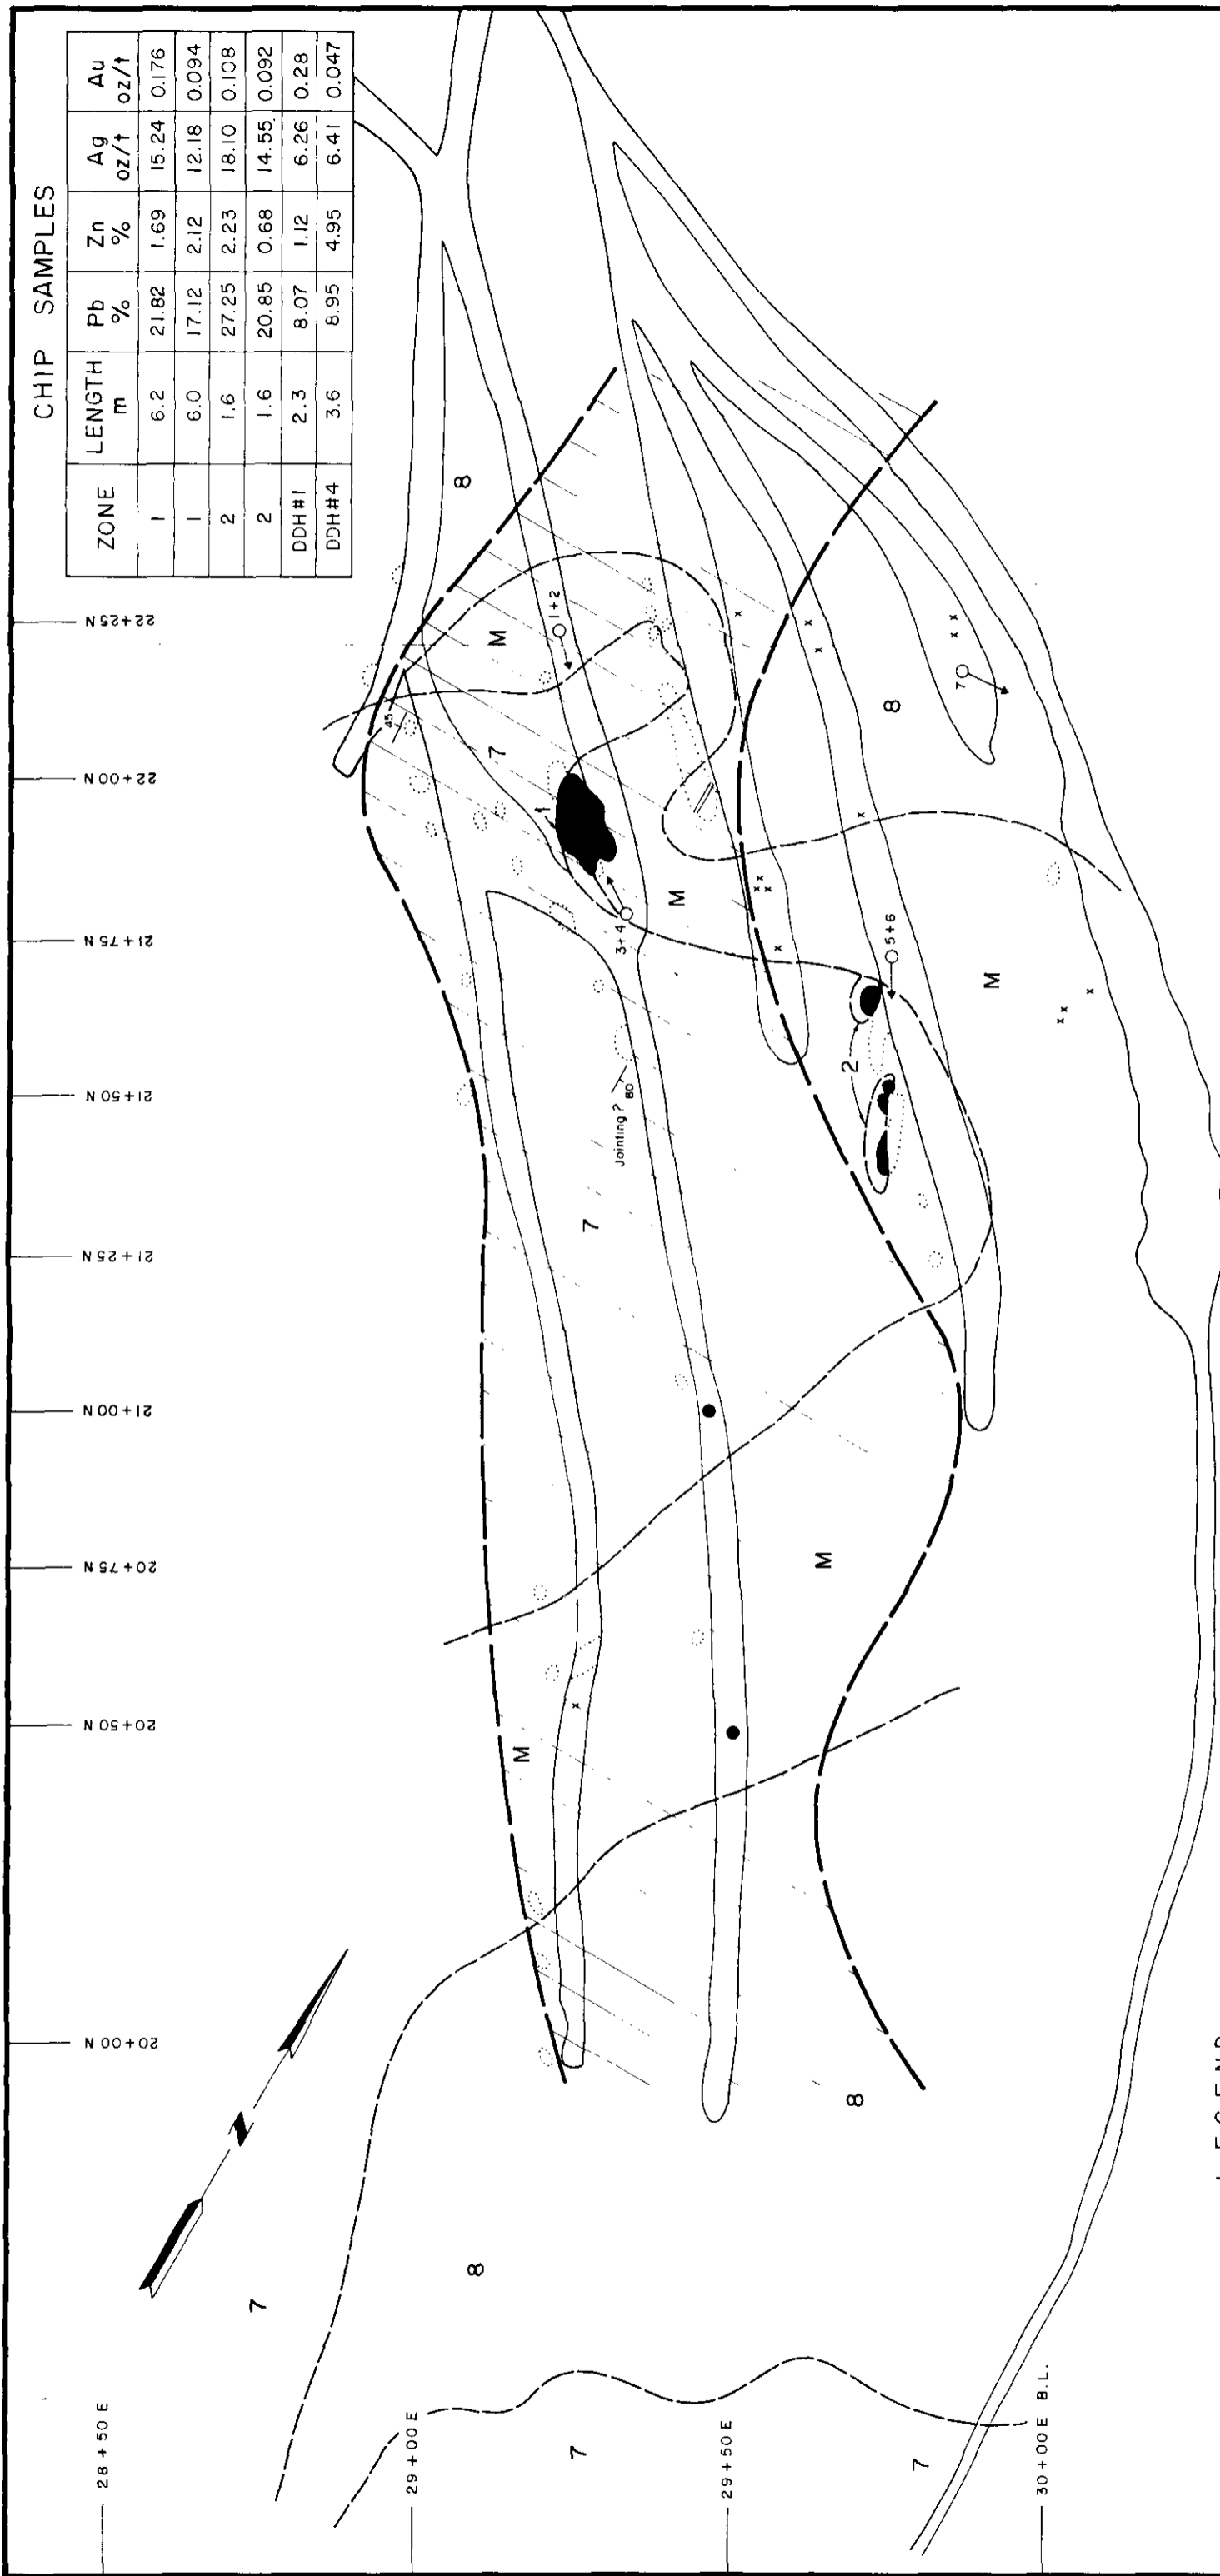 CHIP SAMPLES
ZONE LENGTH m Pb % Zn % Ag oz/t Au oz/t
1 6.2 21.82 1.69 15.24 0.176
1 6.0 17.12 2.12 12.18 0.094
2 1.6 27.25 2.23 18.10 0.108
2 1.6 20.85 0.68 14.55 0.092
DDH#1 2.3 8.07 1.12 6.26 0.28
DDH#4 3.6 8.95 4.95 6.41 0.047
22+25N
22+00N
21+75N
21+50N
21+25N
21+00N
20+75N
20+50N
20+00N
28+50E
29+00E
29+50E
30+00E B.L.
N
8
M
1+2
45
7
1
3+4
M
8
7
5+6
M
2
Jointing ?
80
7
M
M
8
8
7
7
7